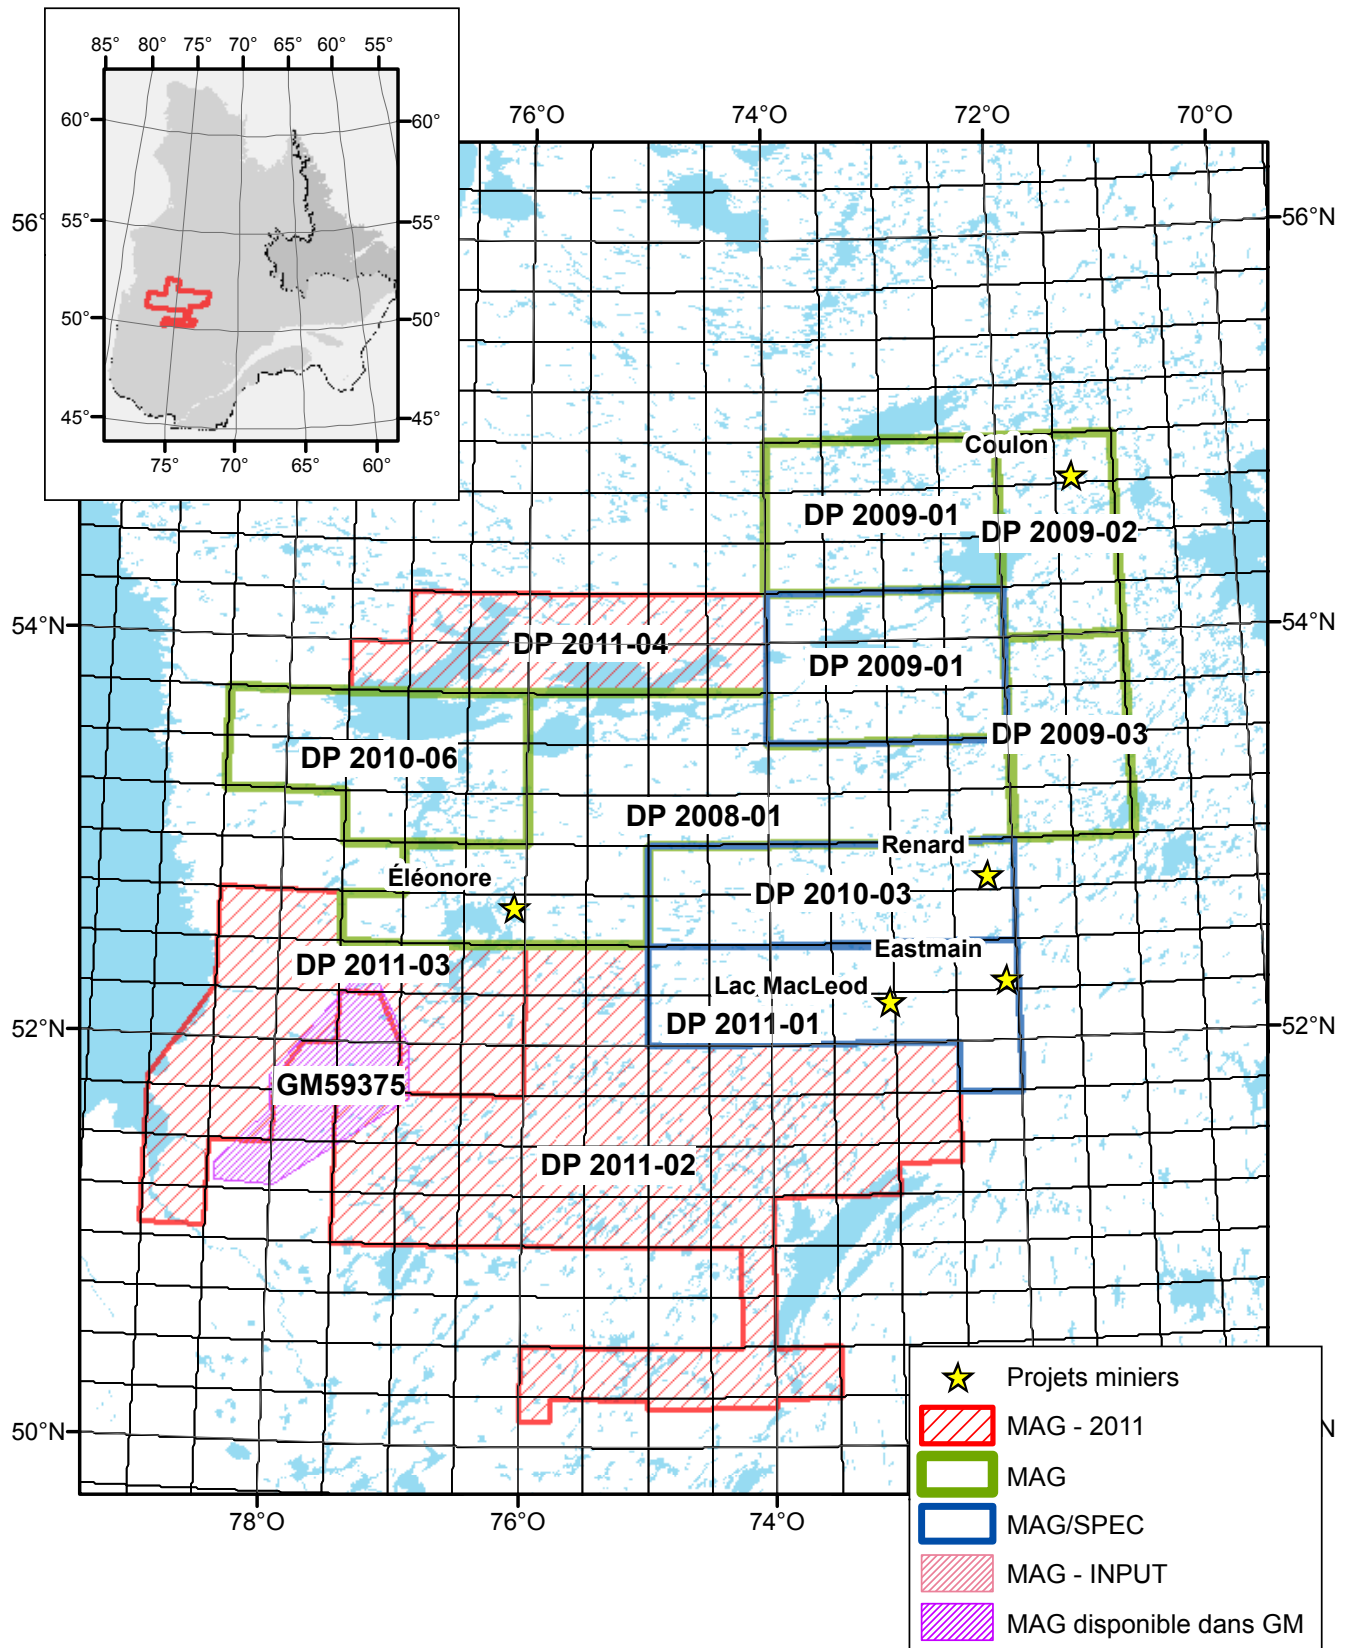 85° 80° 75° 70° 65° 60° 55°
60° 60°
55° 55°
50° 50°
45° 45°
75° 70° 65° 60°
76°O 74°O 72°O 70°O
56° 56°N
Coulon
DP 2009-01
DP 2009-02
54°N 54°N
DP 2011-04
DP 2009-01
DP 2009-03
DP 2010-06
DP 2008-01
Renard
Éléonore
DP 2010-03
Eastmain
DP 2011-03
Lac MacLeod
DP 2011-01
52°N 52°N
GM59375
DP 2011-02
50°N N
78°O 76°O 74°O
Projets miniers
MAG - 2011
MAG
MAG/SPEC
MAG - INPUT
MAG disponible dans GM